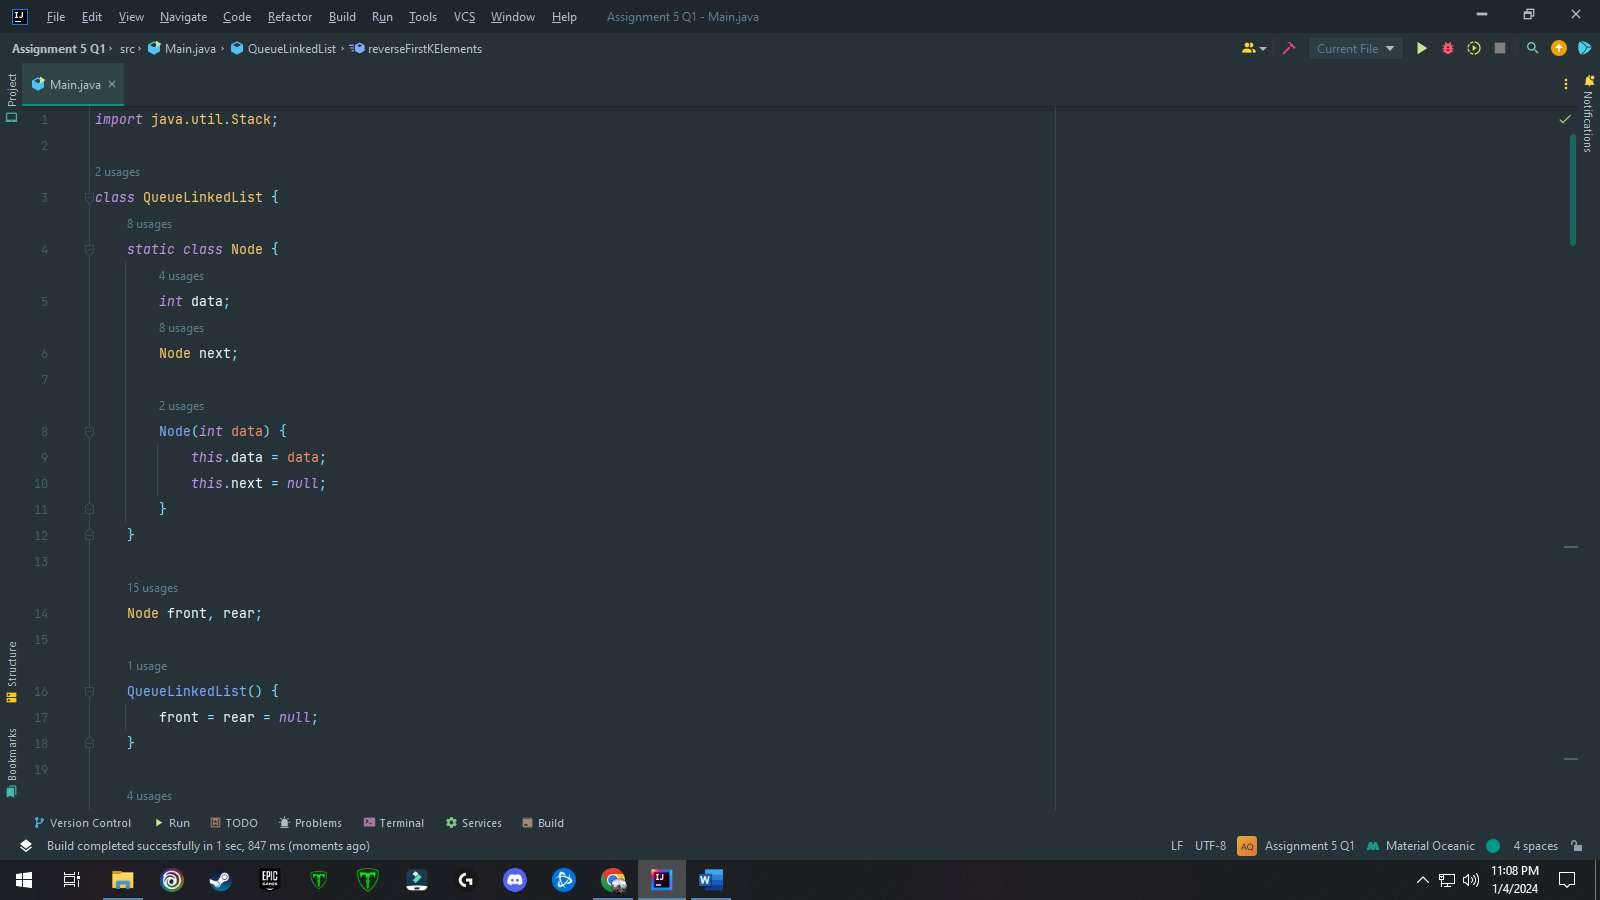 File Edit View Navigate Code Refactor Build Run Tools VCS Window Help Assignment 5 Q1 - Main.java
Assignment 5 Q1 › src › Main.java › QueueLinkedList › reverseFirstKElements
Current File
Project
Main.java
Notifications
1 import java.util.Stack;
2
2 usages
3 class QueueLinkedList {
8 usages
4 static class Node {
4 usages
5 int data;
8 usages
6 Node next;
7
2 usages
8 Node(int data) {
9 this.data = data;
10 this.next = null;
11 }
12 }
13
15 usages
14 Node front, rear;
15
1 usage
16 QueueLinkedList() {
17 front = rear = null;
18 }
19
4 usages
Structure
Bookmarks
Version Control Run TODO Problems Terminal Services Build
Build completed successfully in 1 sec, 847 ms (moments ago)
LF UTF-8 AQ Assignment 5 Q1 Material Oceanic 4 spaces
EPIC GAMES
11:08 PM
1/4/2024